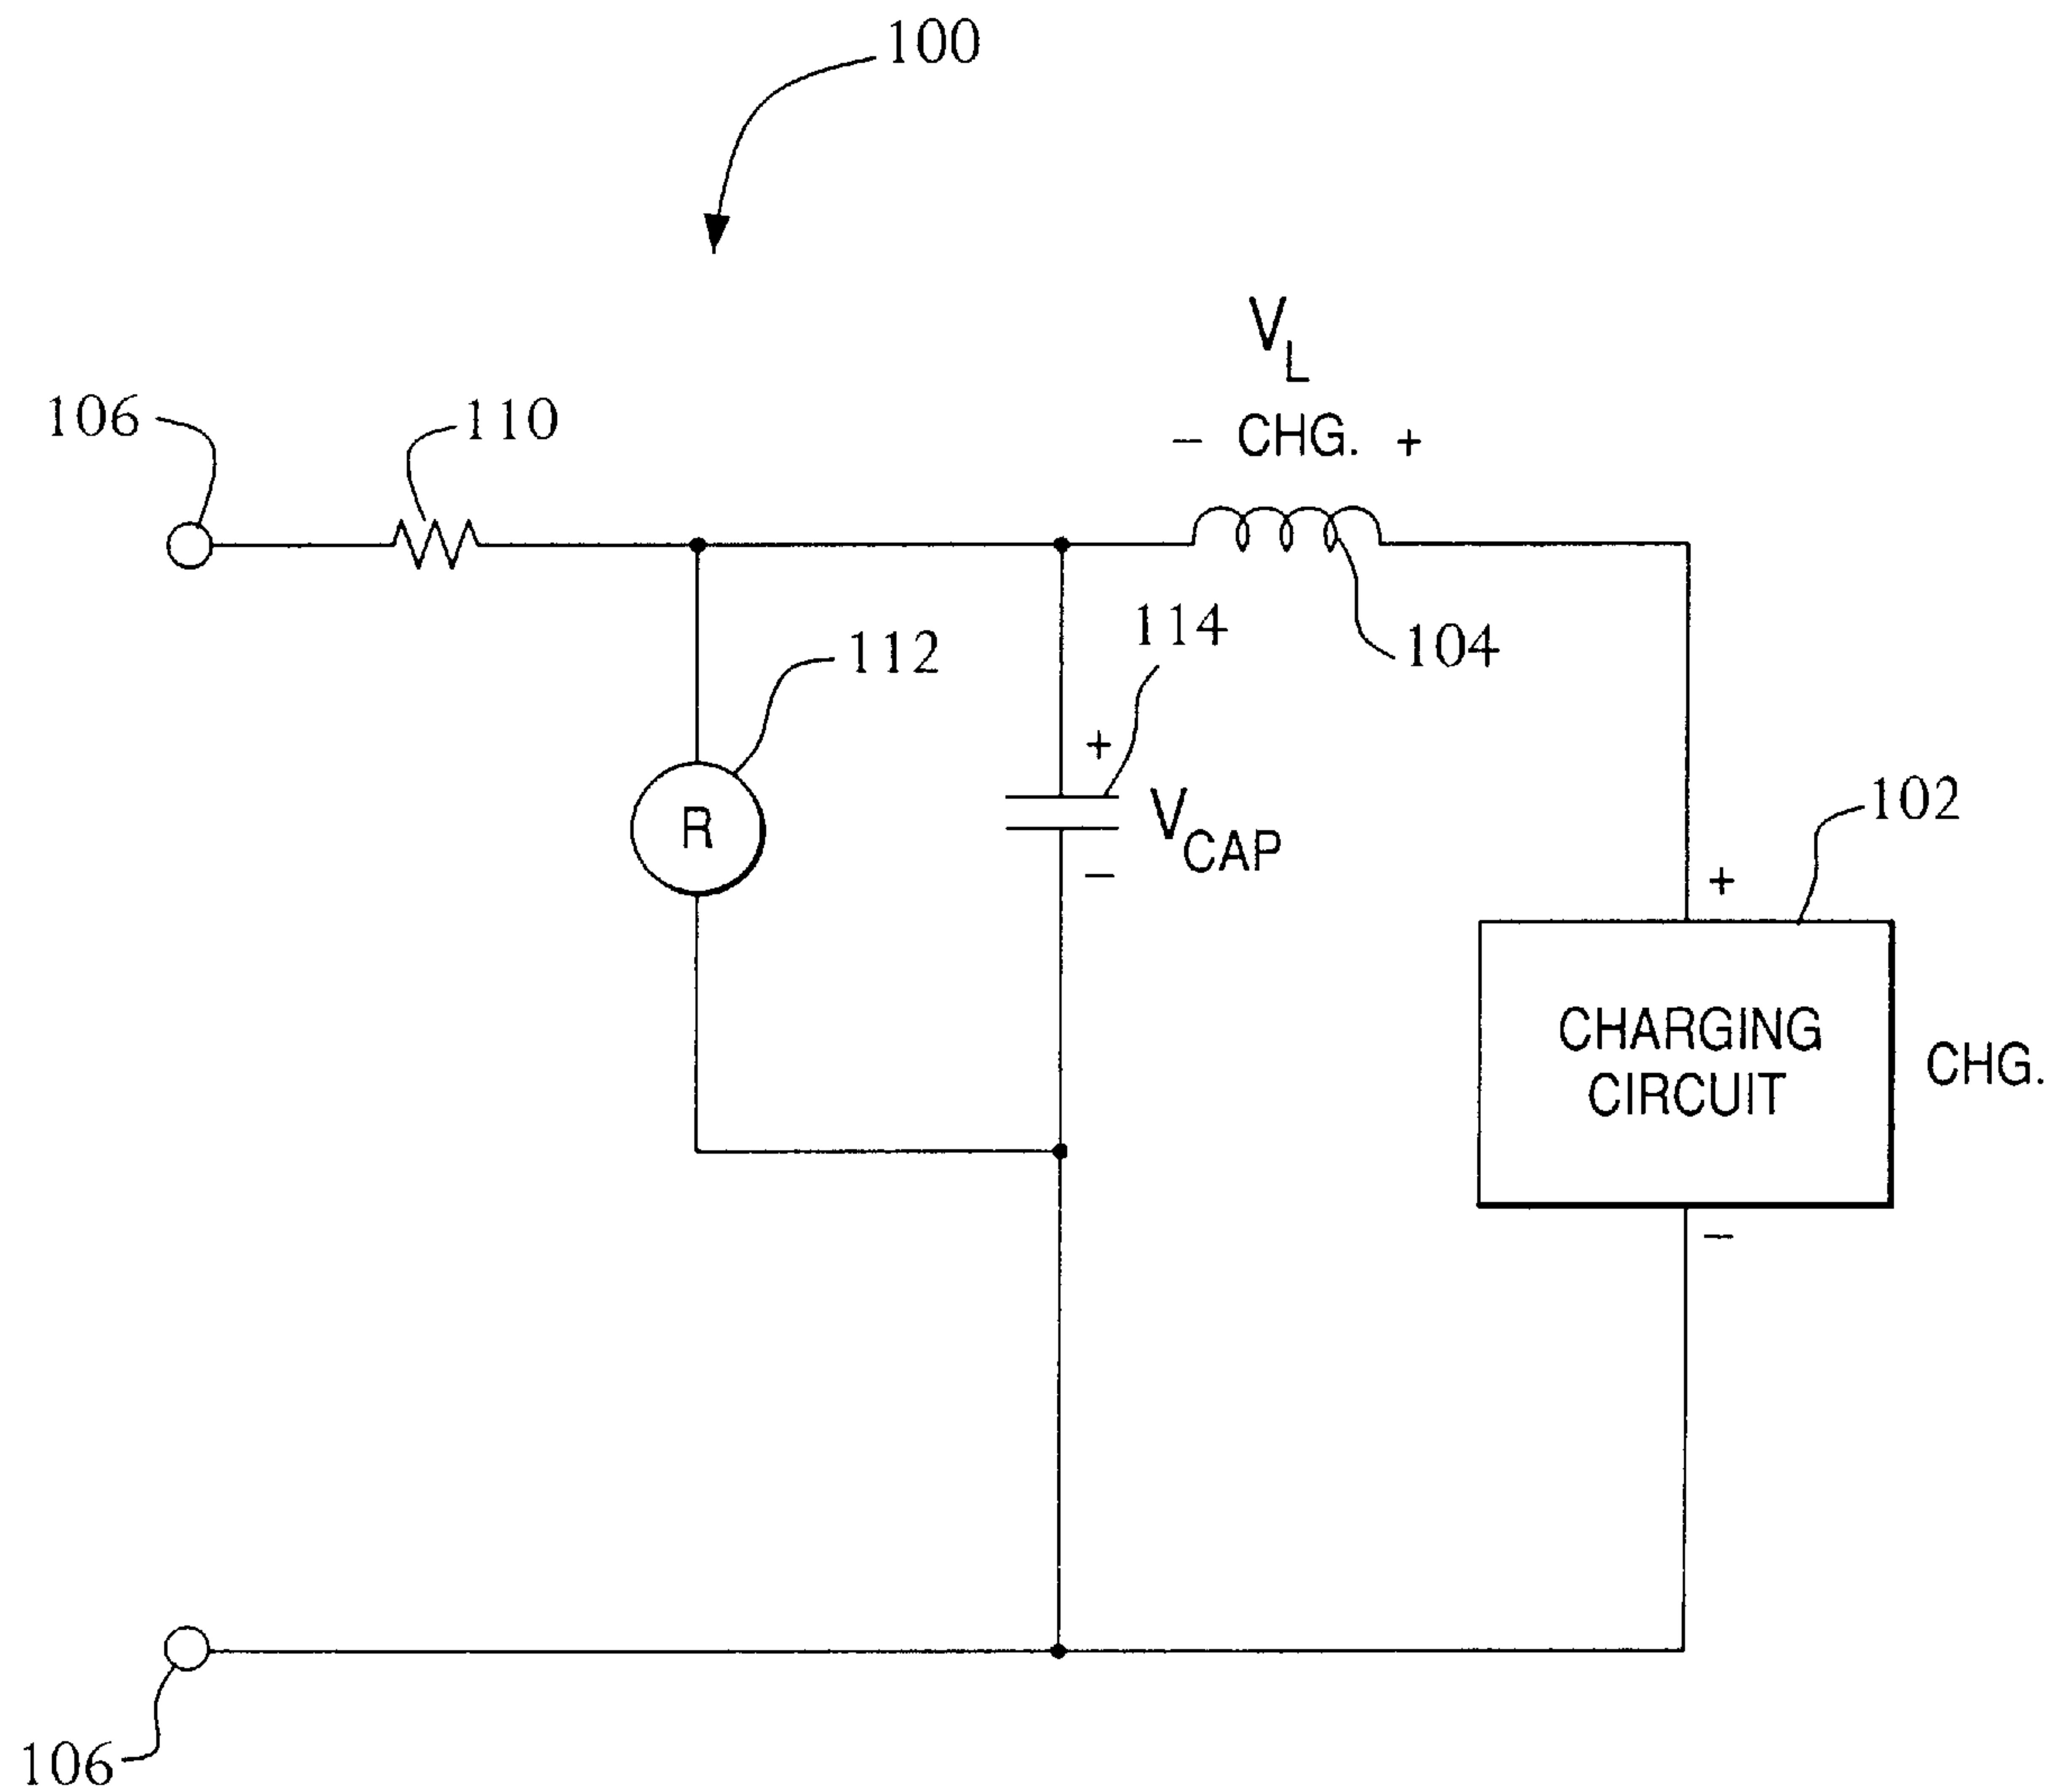 100
V_L
106
110
− CHG. +
114
104
112
+
102
R
V_CAP
−
+
CHARGING
CIRCUIT
CHG.
−
106